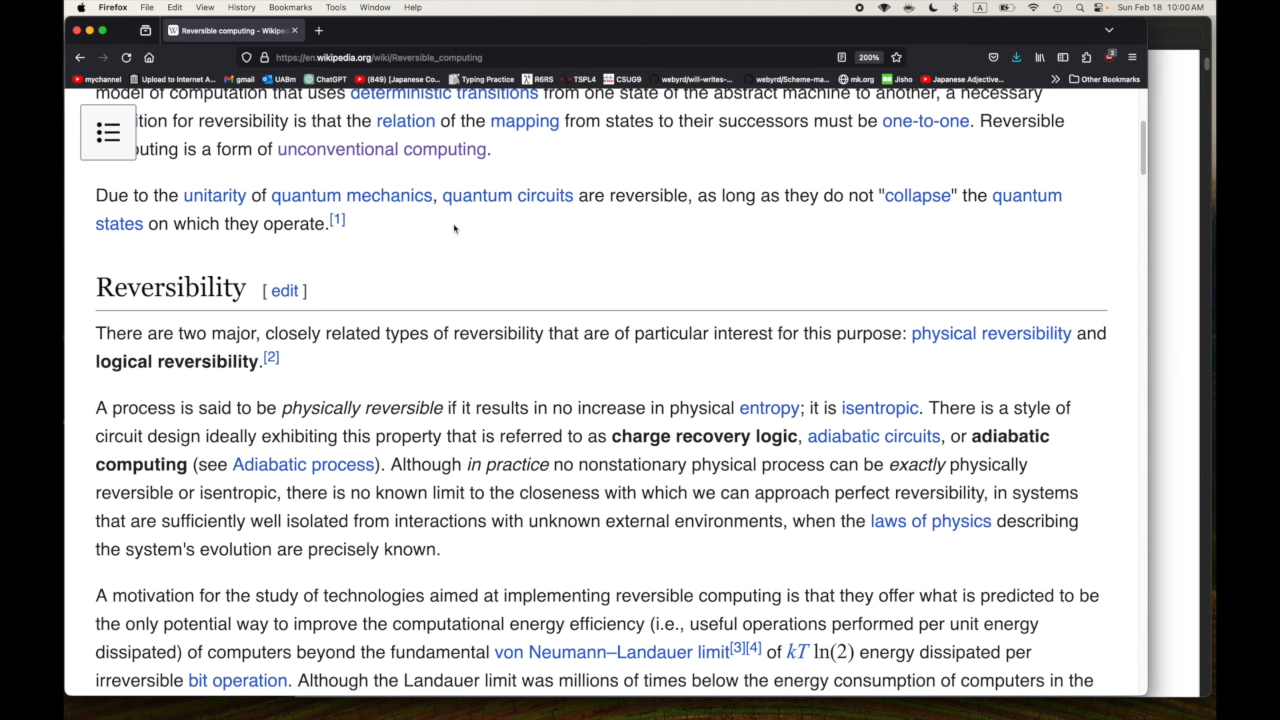 Firefox File Edit View History Bookmarks Tools Window Help A Sun Feb 18 10:00 AM
W Reversible computing - Wikiped
https://en.wikipedia.org/wiki/Reversible_computing 200% 2
mychannel Upload to Internet A... gmail UABm ChatGPT (849) [Japanese Co... Typing Practice R6RS TSPL4 CSUG9 webyrd/will-writes-... webyrd/Scheme-ma... mk.org Jisho Japanese Adjective... Other Bookmarks
model of computation that uses deterministic transitions from one state of the abstract machine to another, a necessary
ition for reversibility is that the relation of the mapping from states to their successors must be one-to-one. Reversible
uting is a form of unconventional computing.
Due to the unitarity of quantum mechanics, quantum circuits are reversible, as long as they do not "collapse" the quantum
states on which they operate.[1]
Reversibility [ edit ]
There are two major, closely related types of reversibility that are of particular interest for this purpose: physical reversibility and
logical reversibility.[2]
A process is said to be physically reversible if it results in no increase in physical entropy; it is isentropic. There is a style of
circuit design ideally exhibiting this property that is referred to as charge recovery logic, adiabatic circuits, or adiabatic
computing (see Adiabatic process). Although in practice no nonstationary physical process can be exactly physically
reversible or isentropic, there is no known limit to the closeness with which we can approach perfect reversibility, in systems
that are sufficiently well isolated from interactions with unknown external environments, when the laws of physics describing
the system's evolution are precisely known.
A motivation for the study of technologies aimed at implementing reversible computing is that they offer what is predicted to be
the only potential way to improve the computational energy efficiency (i.e., useful operations performed per unit energy
dissipated) of computers beyond the fundamental von Neumann–Landauer limit[3][4] of kT ln(2) energy dissipated per
irreversible bit operation. Although the Landauer limit was millions of times below the energy consumption of computers in the